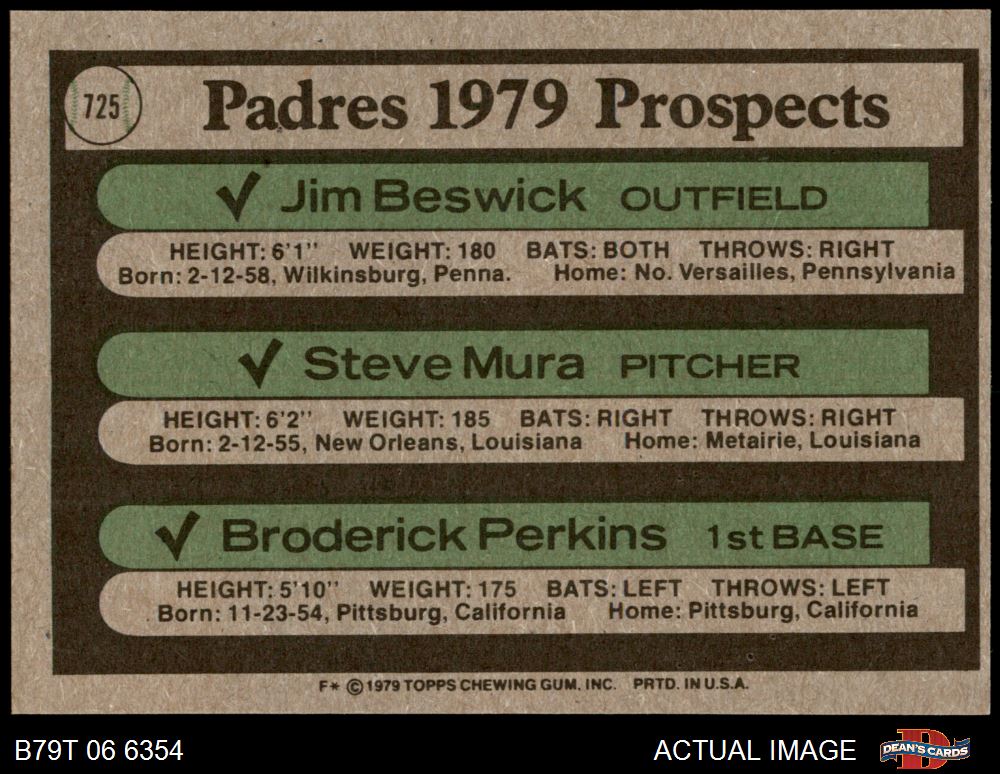 725
Padres 1979 Prospects
✓ Jim Beswick OUTFIELD
HEIGHT: 6'1'' WEIGHT: 180 BATS: BOTH THROWS: RIGHT
Born: 2-12-58, Wilkinsburg, Penna. Home: No. Versailles, Pennsylvania
✓ Steve Mura PITCHER
HEIGHT: 6'2'' WEIGHT: 185 BATS: RIGHT THROWS: RIGHT
Born: 2-12-55, New Orleans, Louisiana Home: Metairie, Louisiana
✓ Broderick Perkins 1st BASE
HEIGHT: 5'10'' WEIGHT: 175 BATS: LEFT THROWS: LEFT
Born: 11-23-54, Pittsburg, California Home: Pittsburg, California
F* © 1979 TOPPS CHEWING GUM, INC. PRTD. IN U.S.A.
B79T 06 6354 ACTUAL IMAGE DEAN'S CARDS